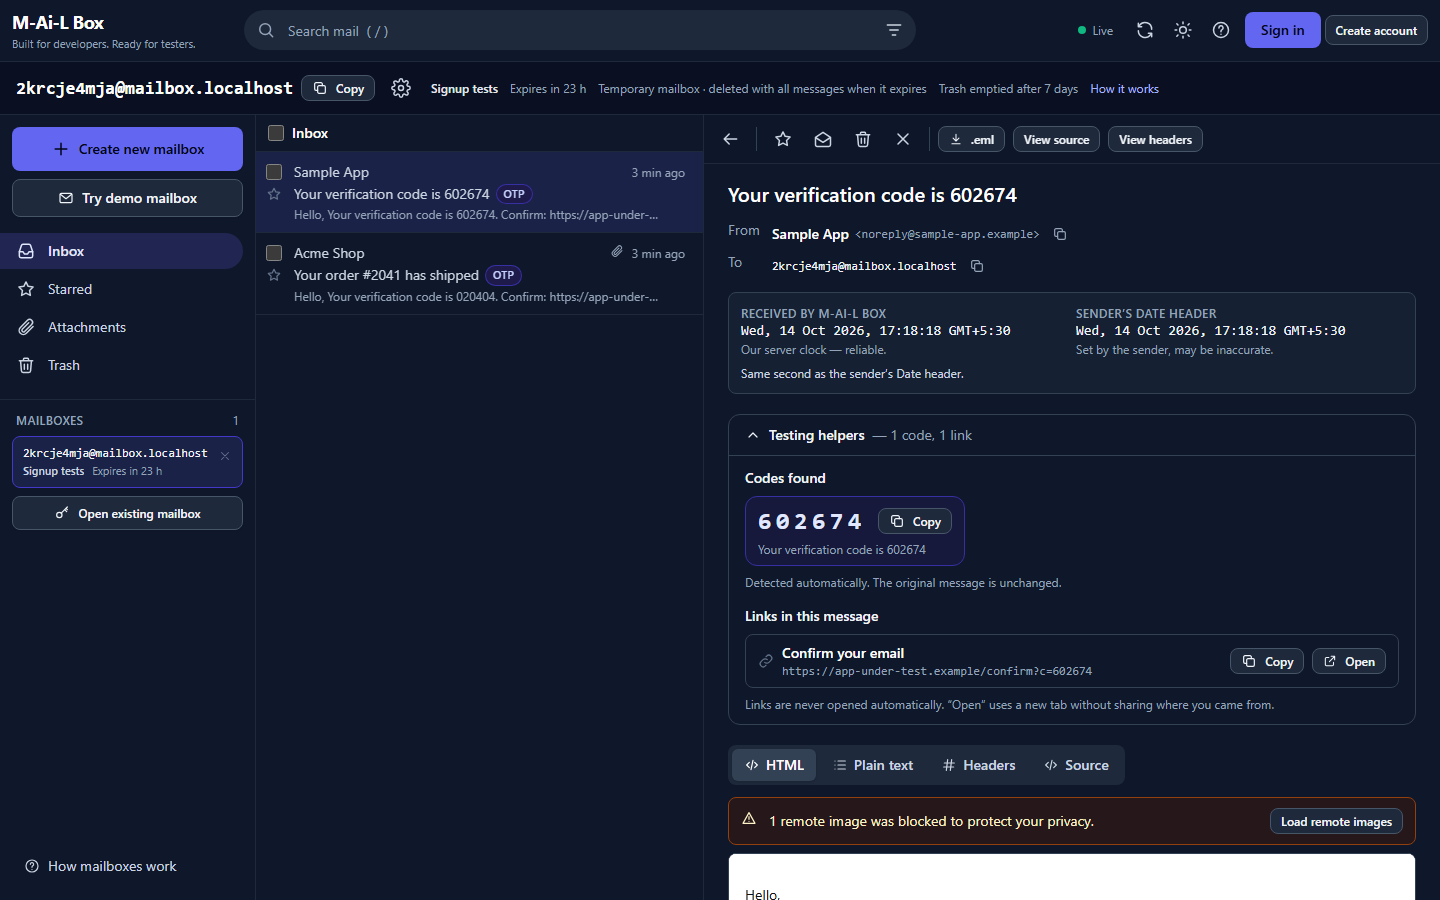 M-Ai-L Box
Built for developers. Ready for testers.
Search mail ( / )
Live
Sign in
Create account
2krcje4mja@mailbox.localhost
Copy
Signup tests
Expires in 23 h
Temporary mailbox · deleted with all messages when it expires
Trash emptied after 7 days
How it works
Create new mailbox
Try demo mailbox
Inbox
Starred
Attachments
Trash
MAILBOXES
1
2krcje4mja@mailbox.localhost
Signup tests Expires in 23 h
Open existing mailbox
How mailboxes work
Inbox
Sample App
3 min ago
Your verification code is 602674 OTP
Hello, Your verification code is 602674. Confirm: https://app-under-...
Acme Shop
3 min ago
Your order #2041 has shipped OTP
Hello, Your verification code is 020404. Confirm: https://app-under-...
.eml
View source
View headers
Your verification code is 602674
From Sample App <noreply@sample-app.example>
To 2krcje4mja@mailbox.localhost
RECEIVED BY M-AI-L BOX
Wed, 14 Oct 2026, 17:18:18 GMT+5:30
Our server clock — reliable.
SENDER'S DATE HEADER
Wed, 14 Oct 2026, 17:18:18 GMT+5:30
Set by the sender, may be inaccurate.
Same second as the sender's Date header.
Testing helpers — 1 code, 1 link
Codes found
602674
Copy
Your verification code is 602674
Detected automatically. The original message is unchanged.
Links in this message
Confirm your email
https://app-under-test.example/confirm?c=602674
Copy
Open
Links are never opened automatically. “Open” uses a new tab without sharing where you came from.
HTML
Plain text
Headers
Source
1 remote image was blocked to protect your privacy.
Load remote images
Hello,